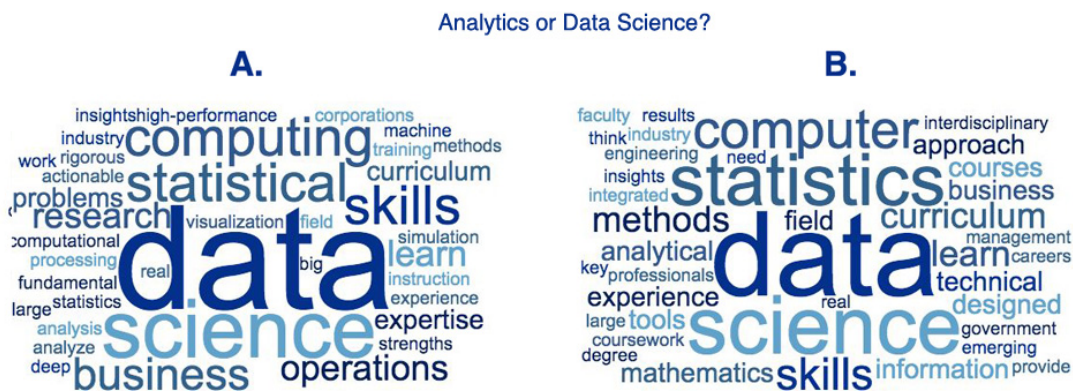 Analytics or Data Science?
A.
B.
insights high-performance corporations
industry computing machine
work rigorous training methods
actionable statistical curriculum
problems skills
research visualization field
computational data simulation
processing real big learn
fundamental instruction
large statistics experience
analysis science expertise
analyze strengths
deep business operations
faculty results interdisciplinary
think industry computer approach
engineering need
insights statistics courses
integrated business
methods field curriculum
analytical data management
key professionals learn careers
experience real technical
large tools science designed
coursework government
degree emerging
mathematics skills information provide